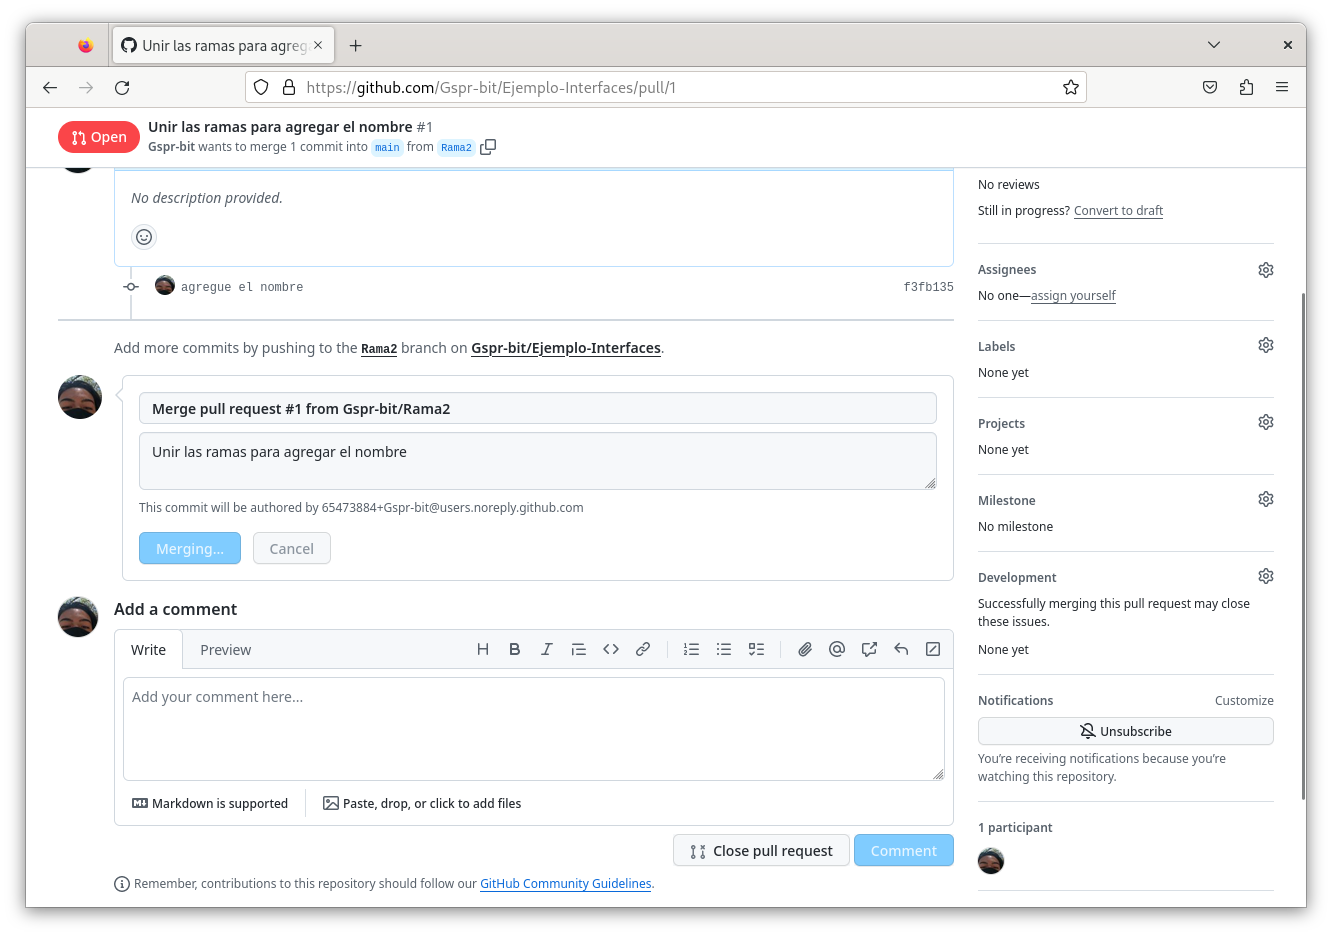 Unir las ramas para agreg
https://github.com/Gspr-bit/Ejemplo-Interfaces/pull/1
Open
Unir las ramas para agregar el nombre #1
Gspr-bit wants to merge 1 commit into main from Rama2
No description provided.
agregue el nombre f3fb135
Add more commits by pushing to the Rama2 branch on Gspr-bit/Ejemplo-Interfaces.
Merge pull request #1 from Gspr-bit/Rama2
Unir las ramas para agregar el nombre
This commit will be authored by 65473884+Gspr-bit@users.noreply.github.com
Merging... Cancel
Add a comment
Write Preview
Add your comment here...
Markdown is supported Paste, drop, or click to add files
Close pull request Comment
Remember, contributions to this repository should follow our GitHub Community Guidelines.
No reviews
Still in progress? Convert to draft
Assignees
No one—assign yourself
Labels
None yet
Projects
None yet
Milestone
No milestone
Development
Successfully merging this pull request may close
these issues.
None yet
Notifications Customize
Unsubscribe
You're receiving notifications because you're
watching this repository.
1 participant